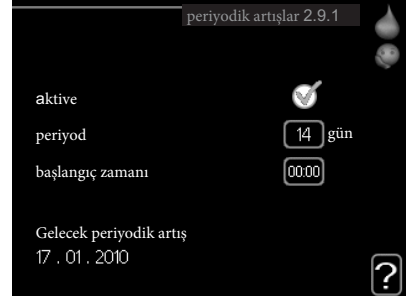 periyodik artışlar 2.9.1
aktive
periyod 14 gün
başlangıç zamanı 00:00
Gelecek periyodik artış
17 . 01 . 2010
?